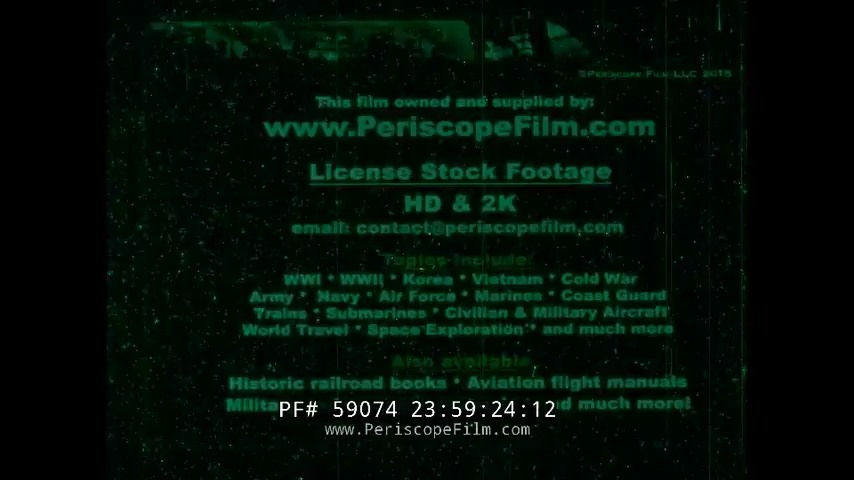 ©Periscope Film LLC 2015
This film owned and supplied by:
www.PeriscopeFilm.com
License Stock Footage
HD & 2K
email: contact@periscopefilm.com
Topics include:
WWI * WWII * Korea * Vietnam * Cold War
Army * Navy * Air Force * Marines * Coast Guard
Trains * Submarines * Civilian & Military Aircraft
World Travel * Space Exploration * and much more
Also available
Historic railroad books * Aviation flight manuals
PF# 59074 23:59:24:12
and much more!
www.PeriscopeFilm.com